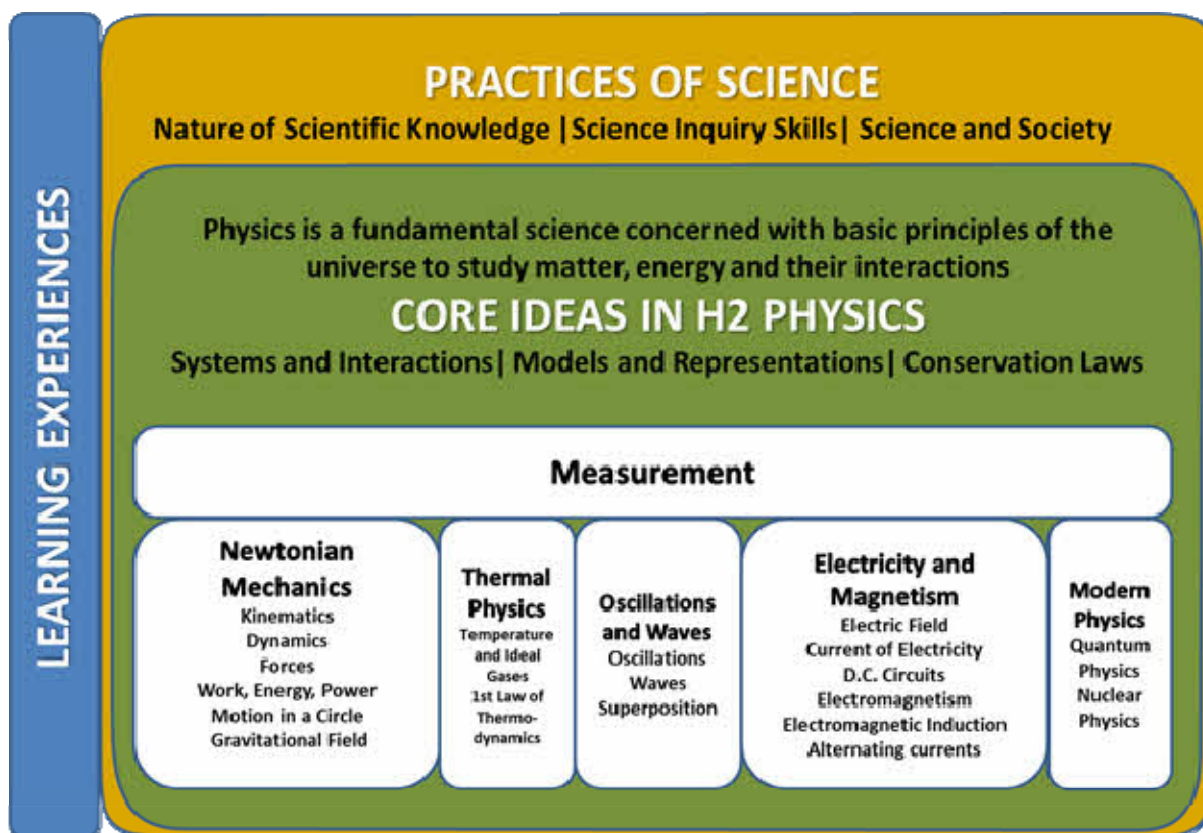 LEARNING EXPERIENCES
PRACTICES OF SCIENCE
Nature of Scientific Knowledge | Science Inquiry Skills| Science and Society
Physics is a fundamental science concerned with basic principles of the
universe to study matter, energy and their interactions
CORE IDEAS IN H2 PHYSICS
Systems and Interactions| Models and Representations| Conservation Laws
Measurement
Newtonian
Mechanics
Kinematics
Dynamics
Forces
Work, Energy, Power
Motion in a Circle
Gravitational Field
Thermal
Physics
Temperature
and Ideal
Gases
1st Law of
Thermo-
dynamics
Oscillations
and Waves
Oscillations
Waves
Superposition
Electricity and
Magnetism
Electric Field
Current of Electricity
D.C. Circuits
Electromagnetism
Electromagnetic Induction
Alternating currents
Modern
Physics
Quantum
Physics
Nuclear
Physics